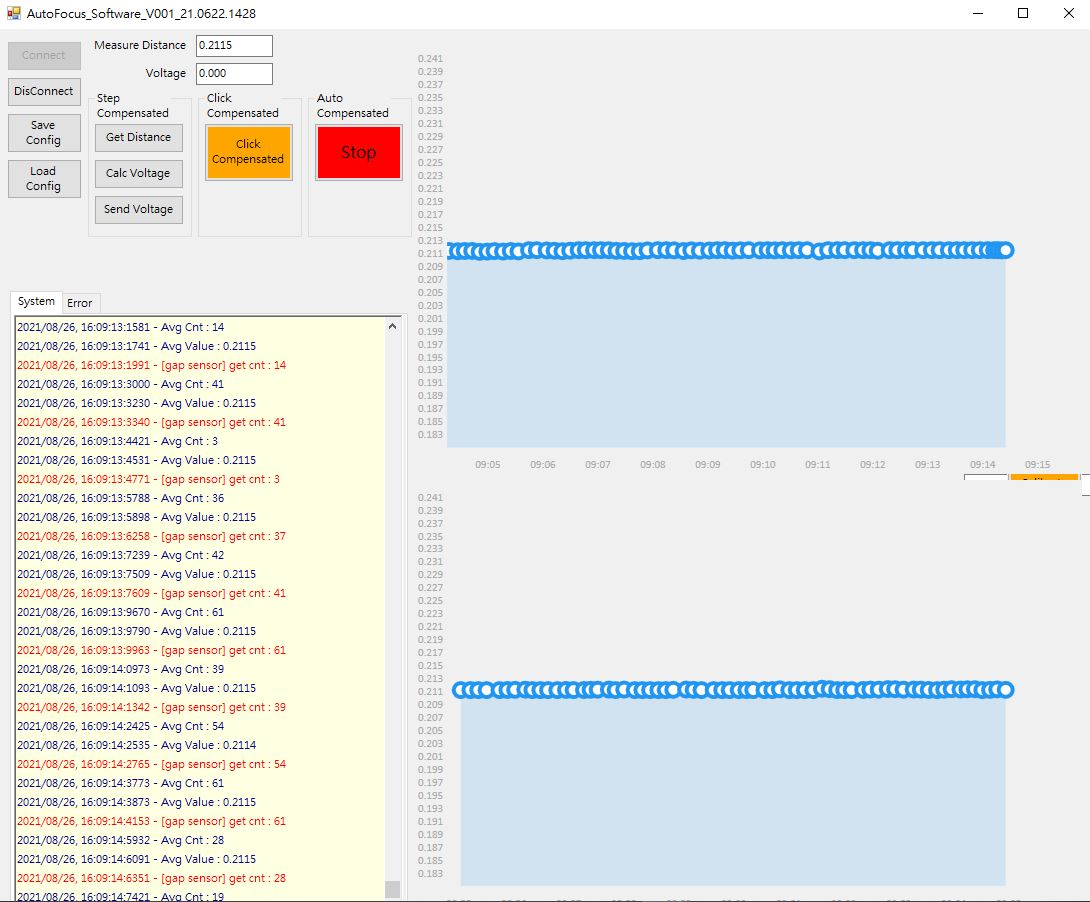 AutoFocus_Software_V001_21.0622.1428
Connect
DisConnect
Save
Config
Load
Config
Measure Distance 0.2115
Voltage 0.000
Step
Compensated
Get Distance
Calc Voltage
Send Voltage
Click
Compensated
Click
Compensated
Auto
Compensated
Stop
System Error
2021/08/26, 16:09:13:1581 - Avg Cnt : 14
2021/08/26, 16:09:13:1741 - Avg Value : 0.2115
2021/08/26, 16:09:13:1991 - [gap sensor] get cnt : 14
2021/08/26, 16:09:13:3000 - Avg Cnt : 41
2021/08/26, 16:09:13:3230 - Avg Value : 0.2115
2021/08/26, 16:09:13:3340 - [gap sensor] get cnt : 41
2021/08/26, 16:09:13:4421 - Avg Cnt : 3
2021/08/26, 16:09:13:4531 - Avg Value : 0.2115
2021/08/26, 16:09:13:4771 - [gap sensor] get cnt : 3
2021/08/26, 16:09:13:5788 - Avg Cnt : 36
2021/08/26, 16:09:13:5898 - Avg Value : 0.2115
2021/08/26, 16:09:13:6258 - [gap sensor] get cnt : 37
2021/08/26, 16:09:13:7239 - Avg Cnt : 42
2021/08/26, 16:09:13:7509 - Avg Value : 0.2115
2021/08/26, 16:09:13:7609 - [gap sensor] get cnt : 41
2021/08/26, 16:09:13:9670 - Avg Cnt : 61
2021/08/26, 16:09:13:9790 - Avg Value : 0.2115
2021/08/26, 16:09:13:9963 - [gap sensor] get cnt : 61
2021/08/26, 16:09:14:0973 - Avg Cnt : 39
2021/08/26, 16:09:14:1093 - Avg Value : 0.2115
2021/08/26, 16:09:14:1342 - [gap sensor] get cnt : 39
2021/08/26, 16:09:14:2425 - Avg Cnt : 54
2021/08/26, 16:09:14:2535 - Avg Value : 0.2114
2021/08/26, 16:09:14:2765 - [gap sensor] get cnt : 54
2021/08/26, 16:09:14:3773 - Avg Cnt : 61
2021/08/26, 16:09:14:3873 - Avg Value : 0.2115
2021/08/26, 16:09:14:4153 - [gap sensor] get cnt : 61
2021/08/26, 16:09:14:5932 - Avg Cnt : 28
2021/08/26, 16:09:14:6091 - Avg Value : 0.2115
2021/08/26, 16:09:14:6351 - [gap sensor] get cnt : 28
2021/08/26, 16:09:14:7421 - Avg Cnt : 19
0.241
0.239
0.237
0.235
0.233
0.231
0.229
0.227
0.225
0.223
0.221
0.219
0.217
0.215
0.213
0.211
0.209
0.207
0.205
0.203
0.201
0.199
0.197
0.195
0.193
0.191
0.189
0.187
0.185
0.183
09:05 09:06 09:07 09:08 09:09 09:10 09:11 09:12 09:13 09:14 09:15
0.241
0.239
0.237
0.235
0.233
0.231
0.229
0.227
0.225
0.223
0.221
0.219
0.217
0.215
0.213
0.211
0.209
0.207
0.205
0.203
0.201
0.199
0.197
0.195
0.193
0.191
0.189
0.187
0.185
0.183